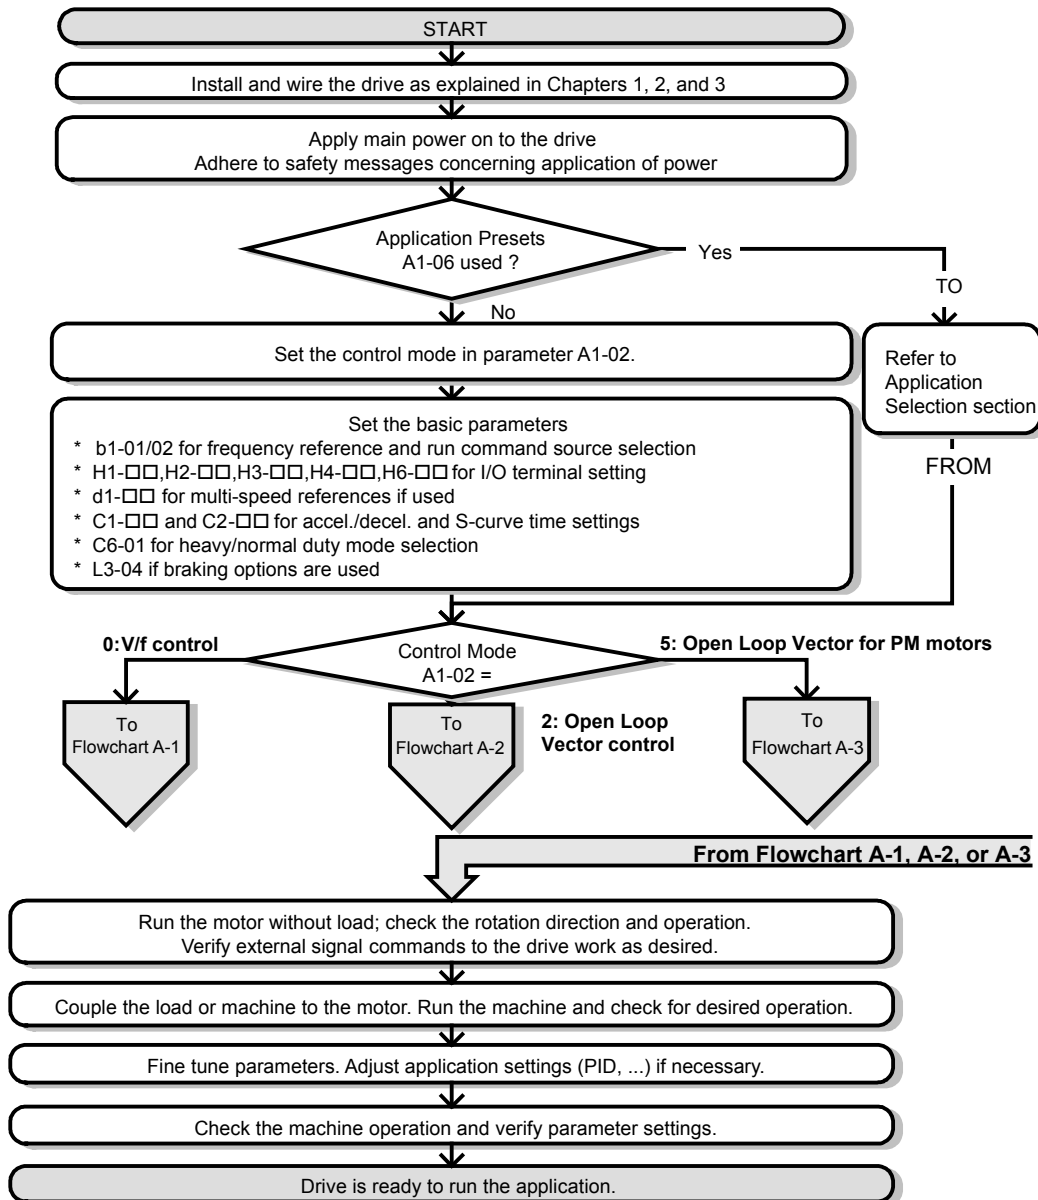 START
Install and wire the drive as explained in Chapters 1, 2, and 3
Apply main power on to the drive
Adhere to safety messages concerning application of power
Application Presets
A1-06 used ?
Yes
No
TO
Set the control mode in parameter A1-02.
Refer to
Application
Selection section
FROM
Set the basic parameters
* b1-01/02 for frequency reference and run command source selection
* H1-□□,H2-□□,H3-□□,H4-□□,H6-□□ for I/O terminal setting
* d1-□□ for multi-speed references if used
* C1-□□ and C2-□□ for accel./decel. and S-curve time settings
* C6-01 for heavy/normal duty mode selection
* L3-04 if braking options are used
0:V/f control
Control Mode
A1-02 =
5: Open Loop Vector for PM motors
To
Flowchart A-1
To
Flowchart A-2
2: Open Loop
Vector control
To
Flowchart A-3
From Flowchart A-1, A-2, or A-3
Run the motor without load; check the rotation direction and operation.
Verify external signal commands to the drive work as desired.
Couple the load or machine to the motor. Run the machine and check for desired operation.
Fine tune parameters. Adjust application settings (PID, ...) if necessary.
Check the machine operation and verify parameter settings.
Drive is ready to run the application.